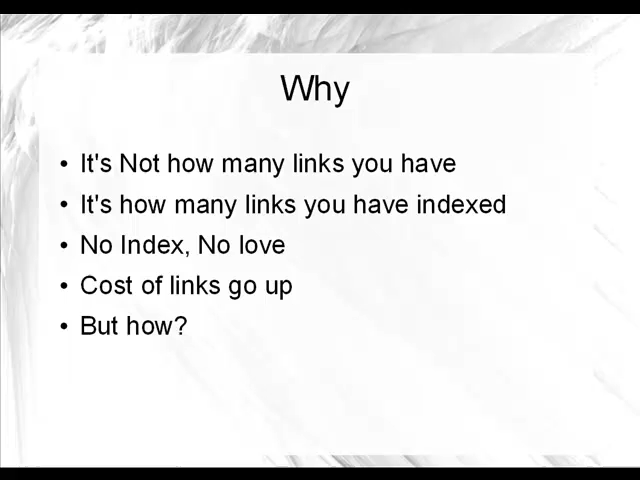 Why
• It's Not how many links you have
• It's how many links you have indexed
• No Index, No love
• Cost of links go up
• But how?